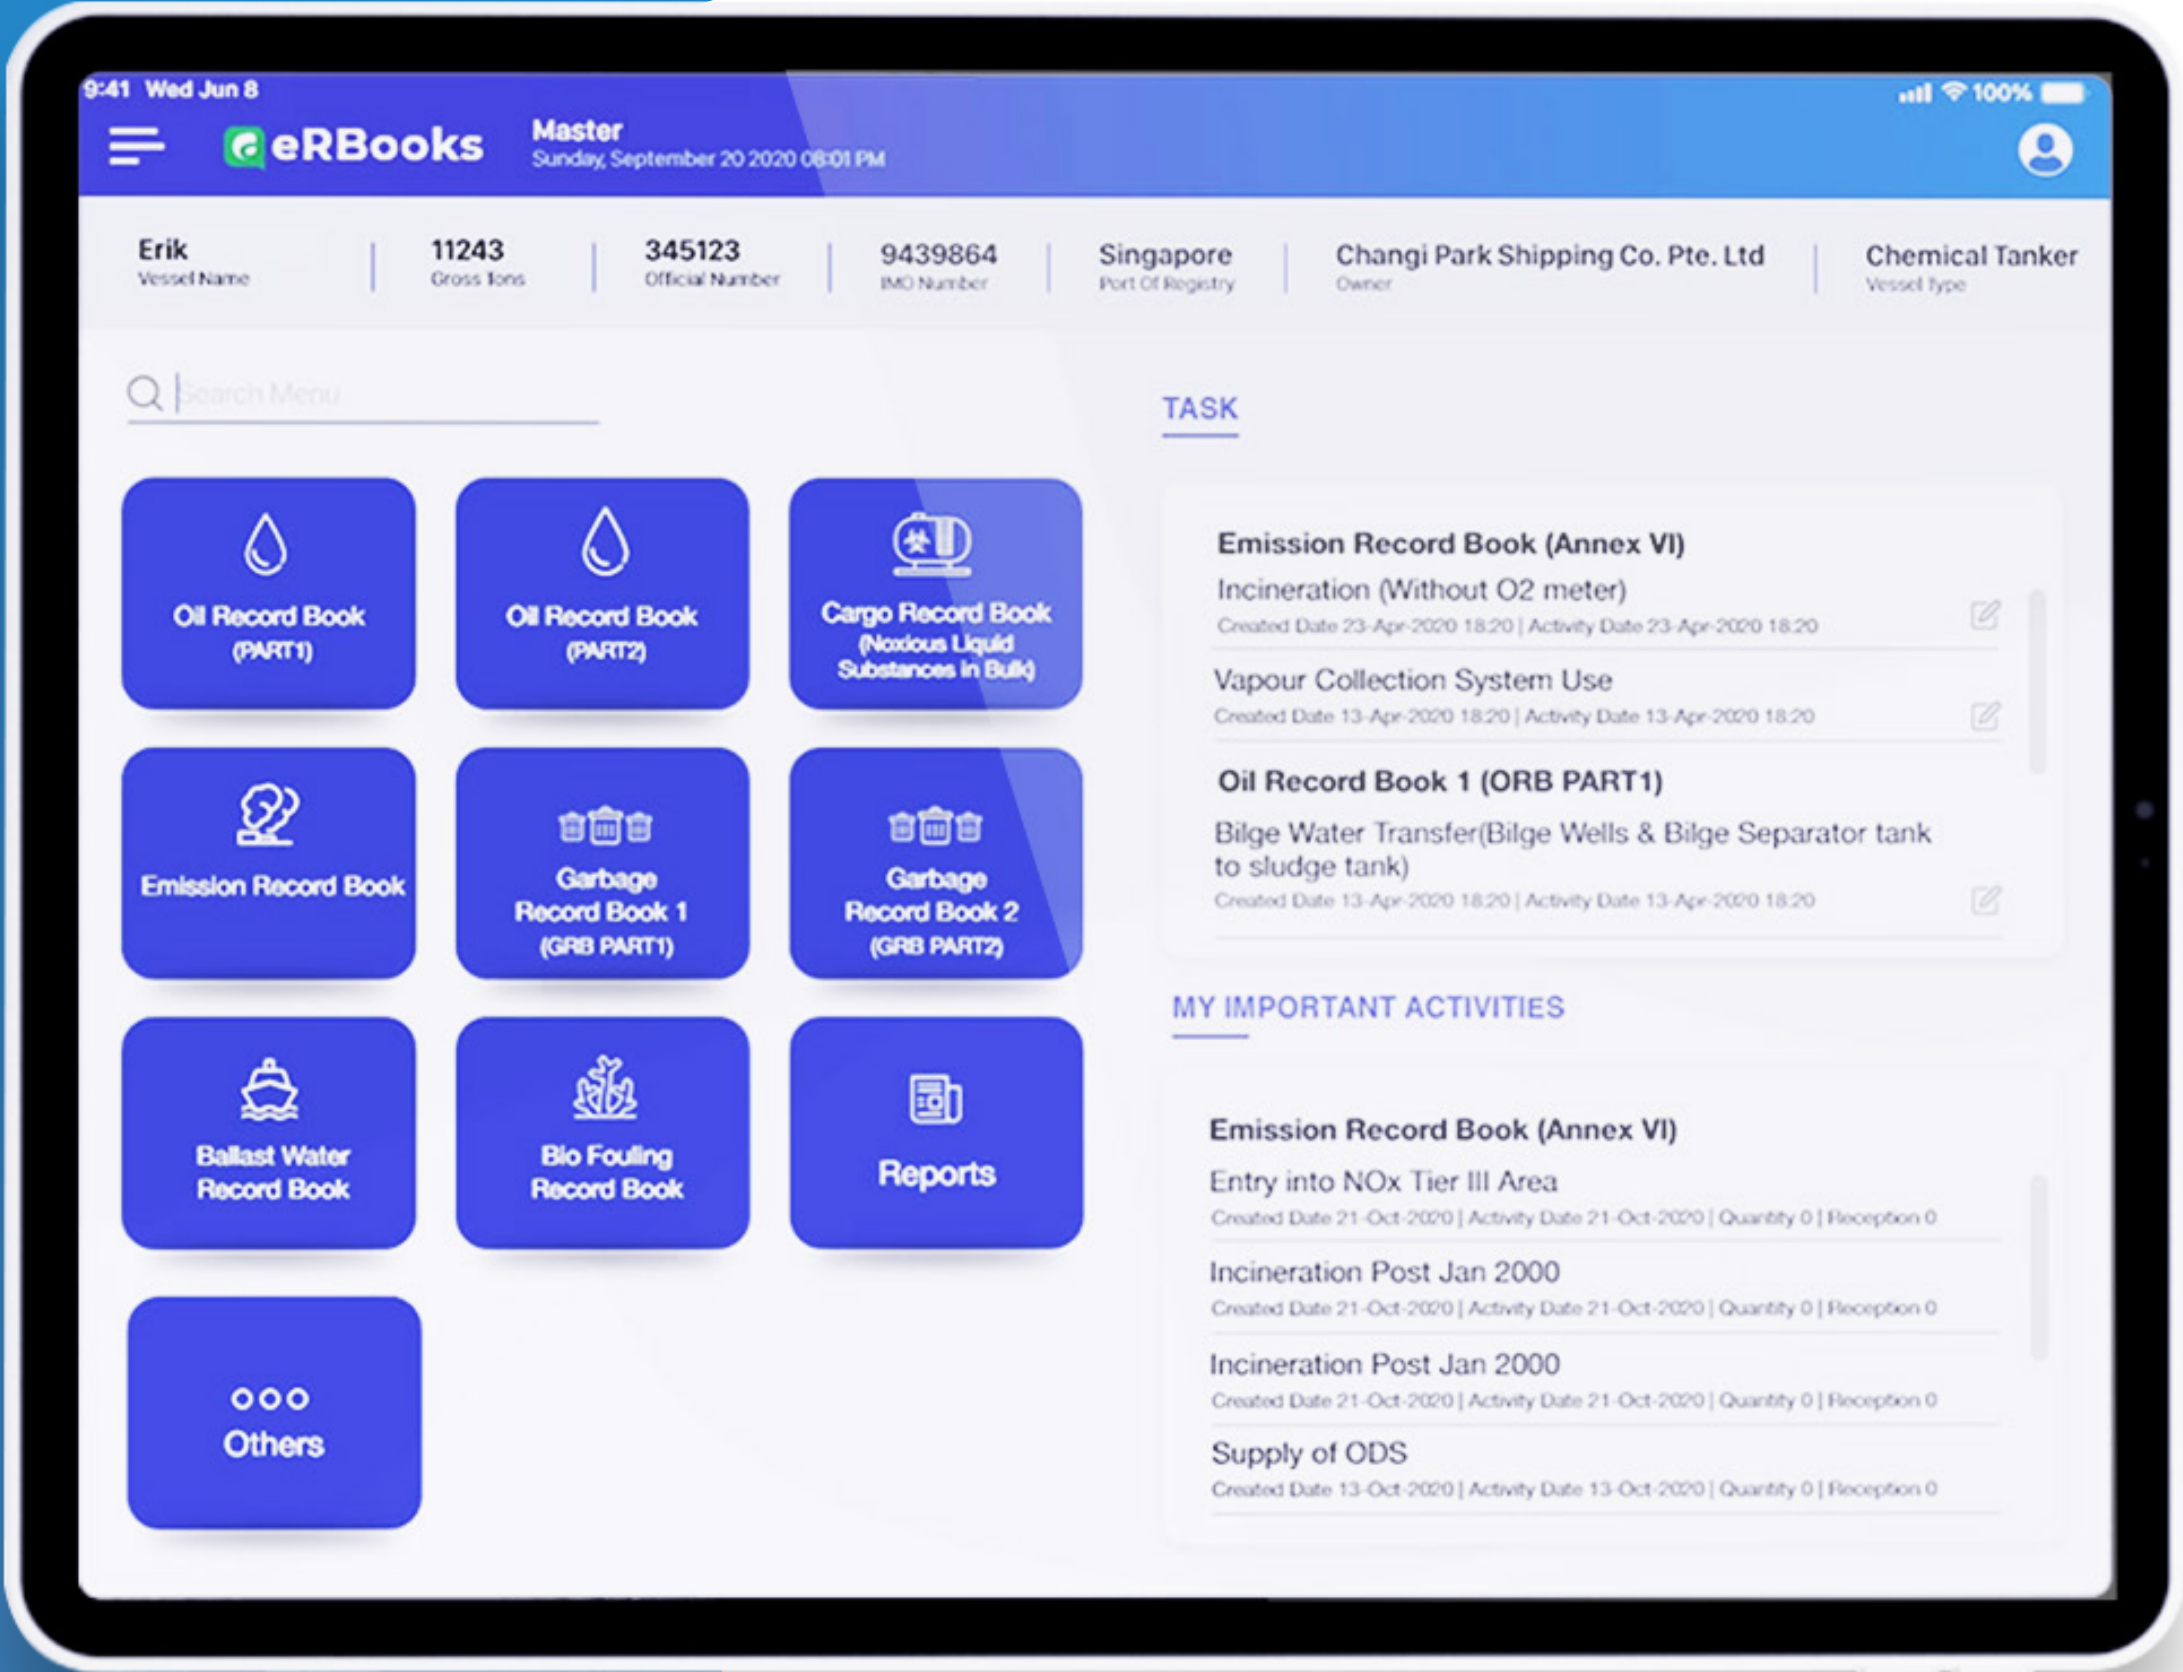 9:41 Wed Jun 8
100%
eRBooks
Master
Sunday, September 20 2020 08:01 PM
Erik
Vessel Name
11243
Gross Tons
345123
Official Number
9439864
IMO Number
Singapore
Port Of Registry
Changi Park Shipping Co. Pte. Ltd
Owner
Chemical Tanker
Vessel Type
Search Menu
Oil Record Book
(PART1)
Oil Record Book
(PART2)
Cargo Record Book
(Noxious Liquid
Substances in Bulk)
Emission Record Book
Garbage
Record Book 1
(GRB PART1)
Garbage
Record Book 2
(GRB PART2)
Ballast Water
Record Book
Bio Fouling
Record Book
Reports
Others
TASK
Emission Record Book (Annex VI)
Incineration (Without O2 meter)
Created Date 23-Apr-2020 18:20 | Activity Date 23-Apr-2020 18:20
Vapour Collection System Use
Created Date 13-Apr-2020 18:20 | Activity Date 13-Apr-2020 18:20
Oil Record Book 1 (ORB PART1)
Bilge Water Transfer(Bilge Wells & Bilge Separator tank
to sludge tank)
Created Date 13-Apr-2020 18:20 | Activity Date 13-Apr-2020 18:20
MY IMPORTANT ACTIVITIES
Emission Record Book (Annex VI)
Entry into NOx Tier III Area
Created Date 21-Oct-2020 | Activity Date 21-Oct-2020 | Quantity 0 | Reception 0
Incineration Post Jan 2000
Created Date 21-Oct-2020 | Activity Date 21-Oct-2020 | Quantity 0 | Reception 0
Incineration Post Jan 2000
Created Date 21-Oct-2020 | Activity Date 21-Oct-2020 | Quantity 0 | Reception 0
Supply of ODS
Created Date 13-Oct-2020 | Activity Date 13-Oct-2020 | Quantity 0 | Reception 0